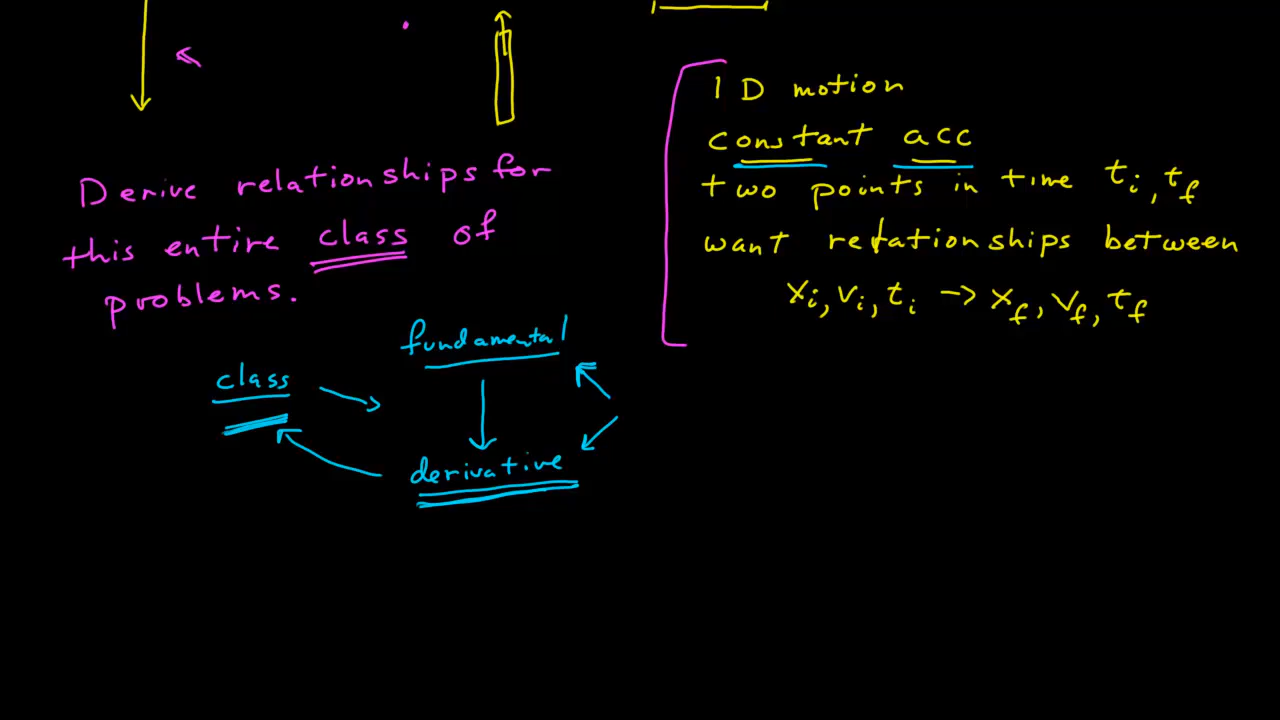 Derive relationships for
this entire class of
problems.
fundamental
class
derivative
1D motion
constant acc
two points in time ti, tf
want relationships between
xi, vi, ti → xf, vf, tf